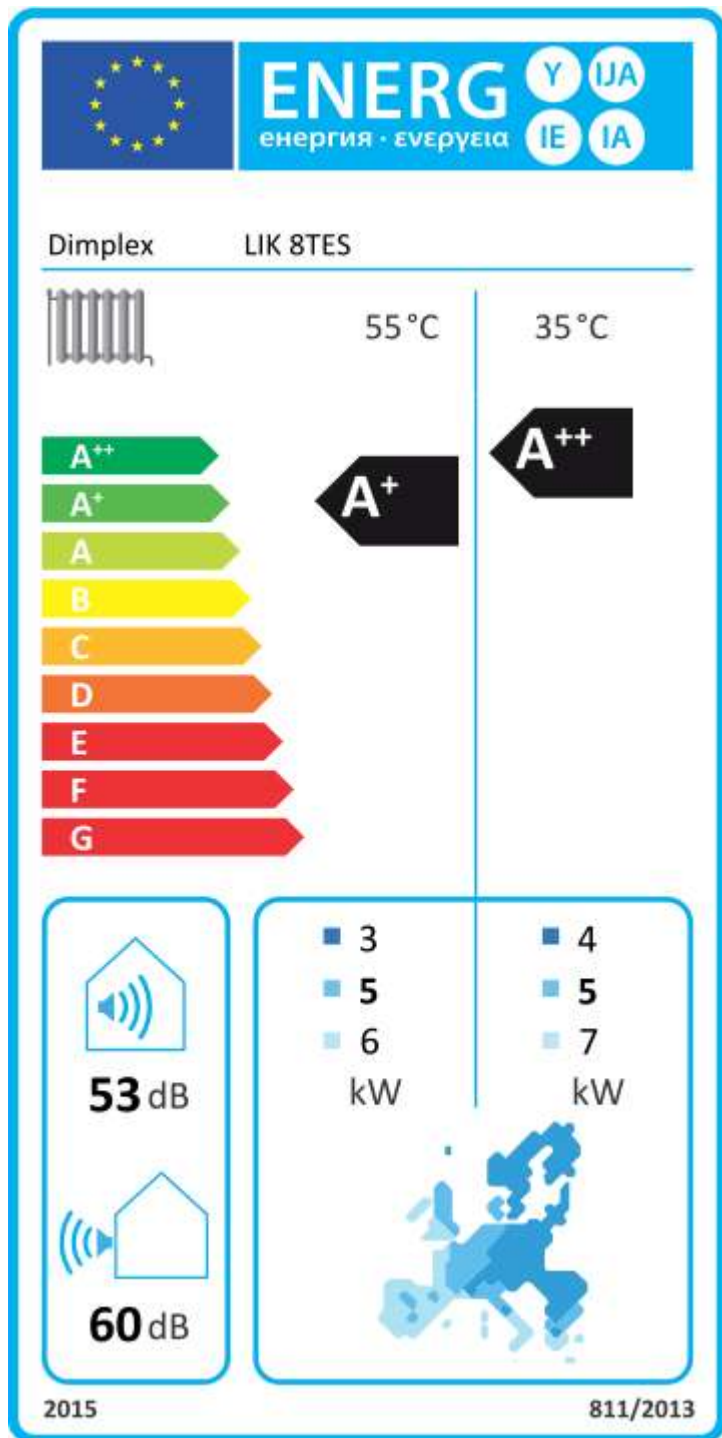 ENERG
енергия · ενεργεια
Y IJA
IE IA
Dimplex LIK 8TES
55 °C 35 °C
A++
A+
A
B
C
D
E
F
G
A+
A++
3 4
5 5
6 7
kW kW
53 dB
60 dB
2015 811/2013